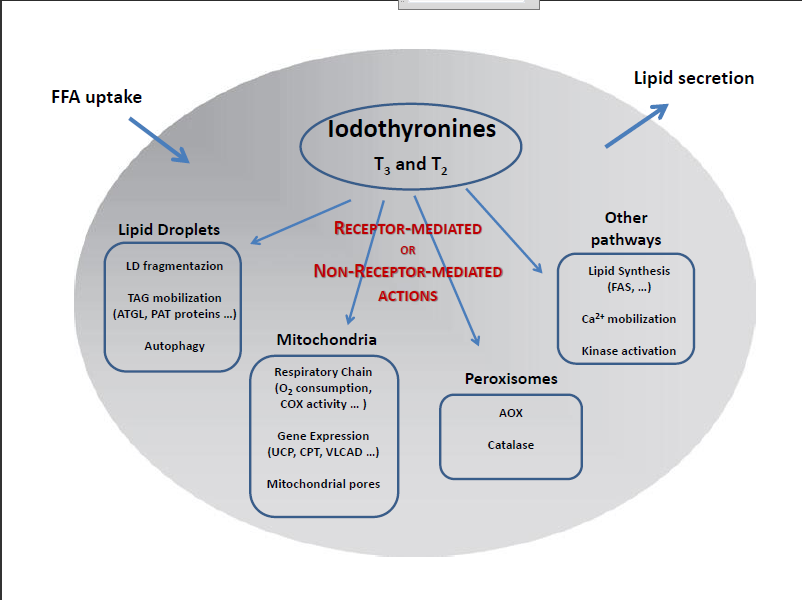 FFA uptake
Lipid secretion
Iodothyronines
T₃ and T₂
RECEPTOR-MEDIATED
OR
NON-RECEPTOR-MEDIATED
ACTIONS
Lipid Droplets
LD fragmentazion
TAG mobilization
(ATGL, PAT proteins ...)
Autophagy
Mitochondria
Respiratory Chain
(O₂ consumption,
COX activity ... )
Gene Expression
(UCP, CPT, VLCAD ...)
Mitochondrial pores
Peroxisomes
AOX
Catalase
Other
pathways
Lipid Synthesis
(FAS, ...)
Ca²⁺ mobilization
Kinase activation